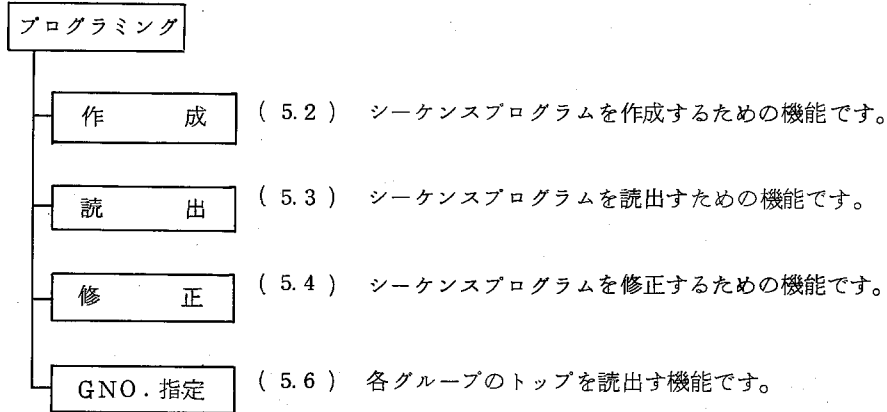 プログラミング
作 成 ( 5.2 ) シーケンスプログラムを作成するための機能です。
読 出 ( 5.3 ) シーケンスプログラムを読出すための機能です。
修 正 ( 5.4 ) シーケンスプログラムを修正するための機能です。
GNO.指定 ( 5.6 ) 各グループのトップを読出す機能です。